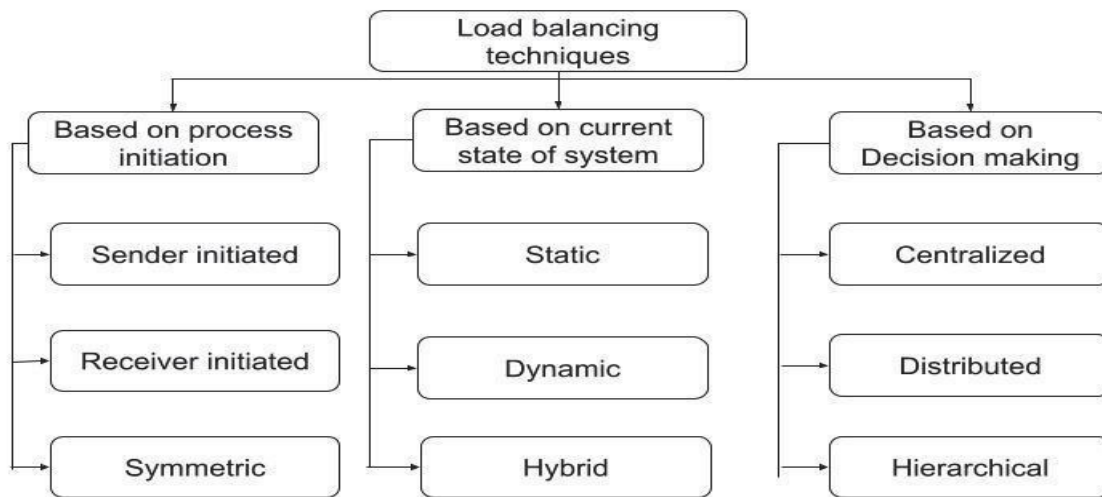 Load balancing
techniques
Based on process
initiation
Based on current
state of system
Based on
Decision making
Sender initiated
Static
Centralized
Receiver initiated
Dynamic
Distributed
Symmetric
Hybrid
Hierarchical